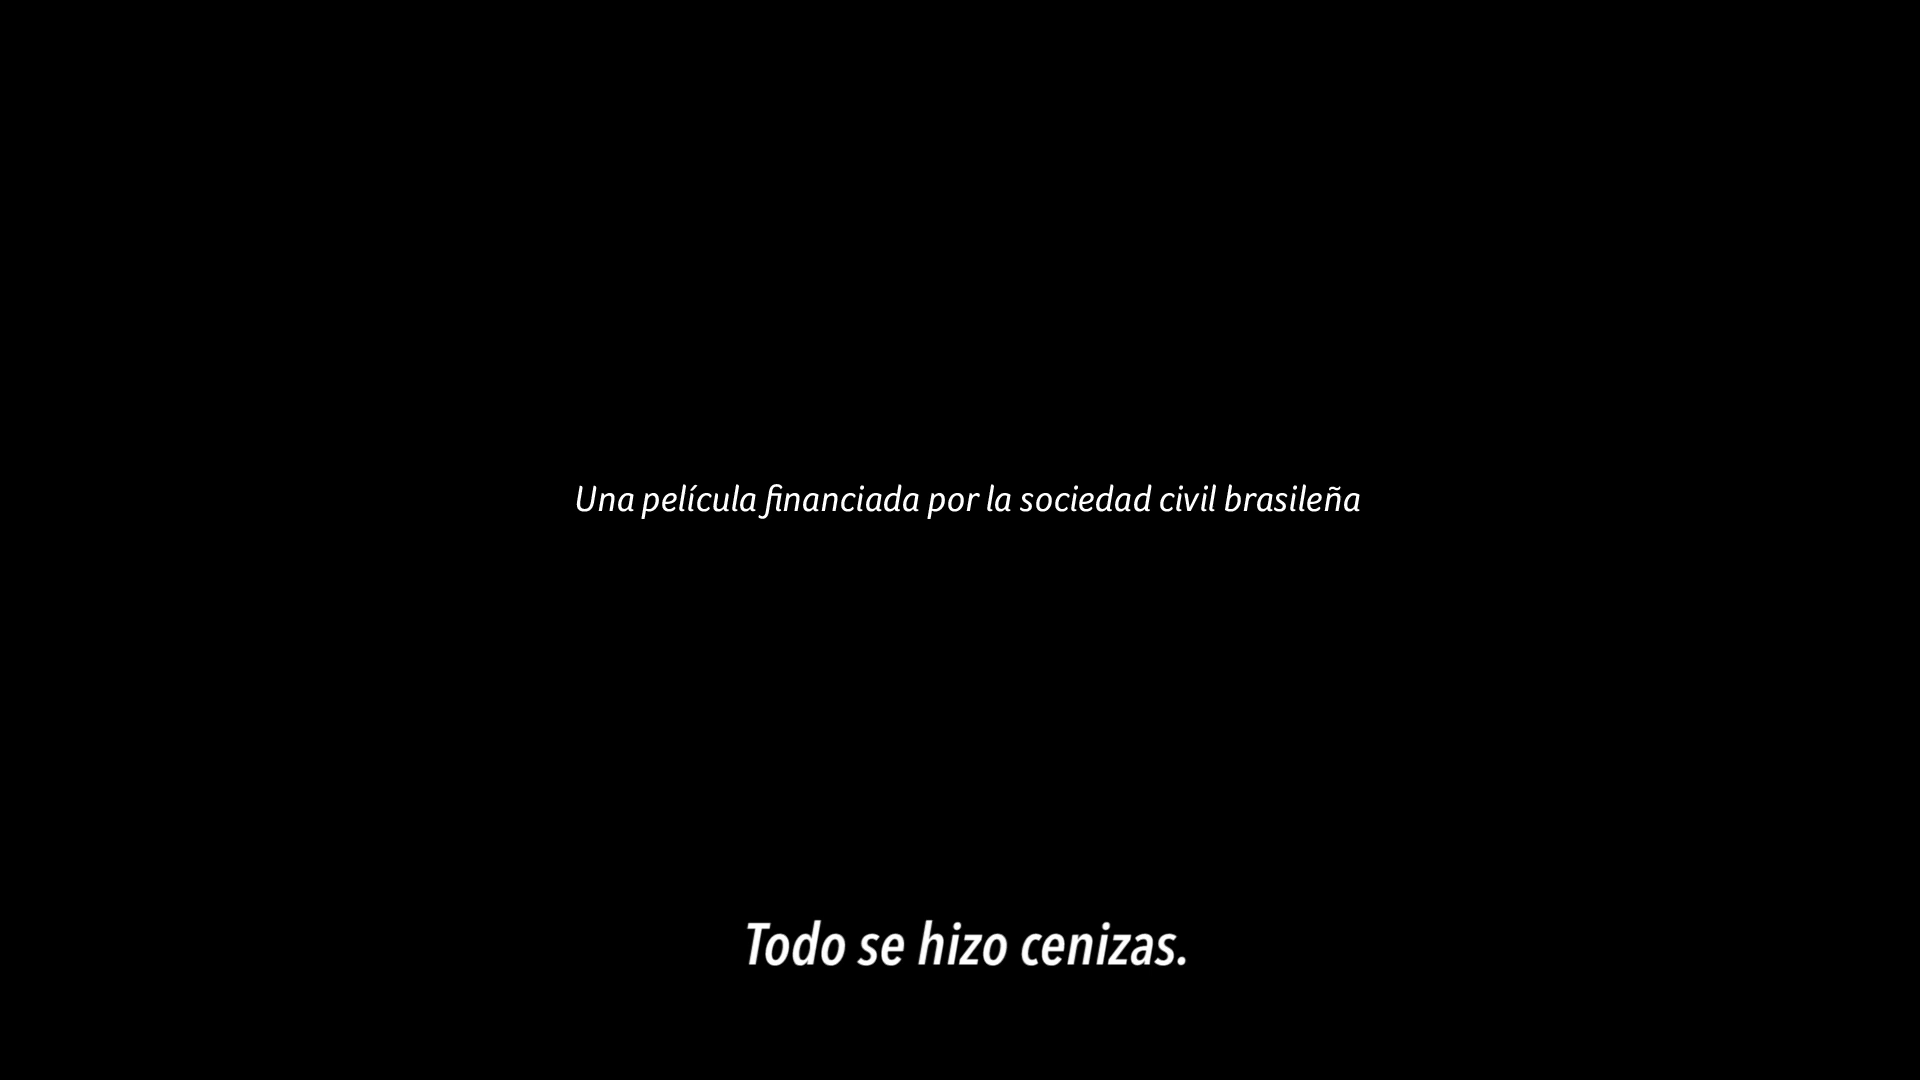 Una película financiada por la sociedad civil brasileña
Todo se hizo cenizas.